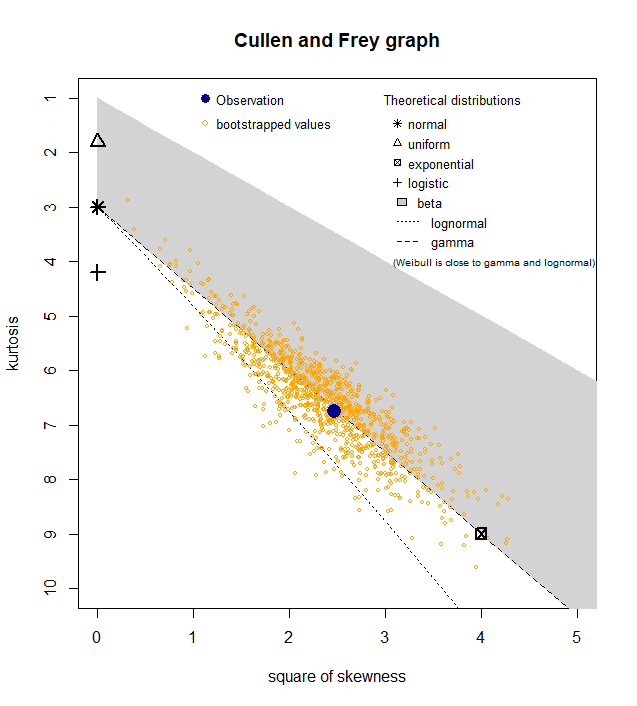 Cullen and Frey graph
Observation
bootstrapped values
Theoretical distributions
normal
uniform
exponential
logistic
beta
lognormal
gamma
(Weibull is close to gamma and lognormal)
kurtosis
1
2
3
4
5
6
7
8
9
10
0 1 2 3 4 5
square of skewness